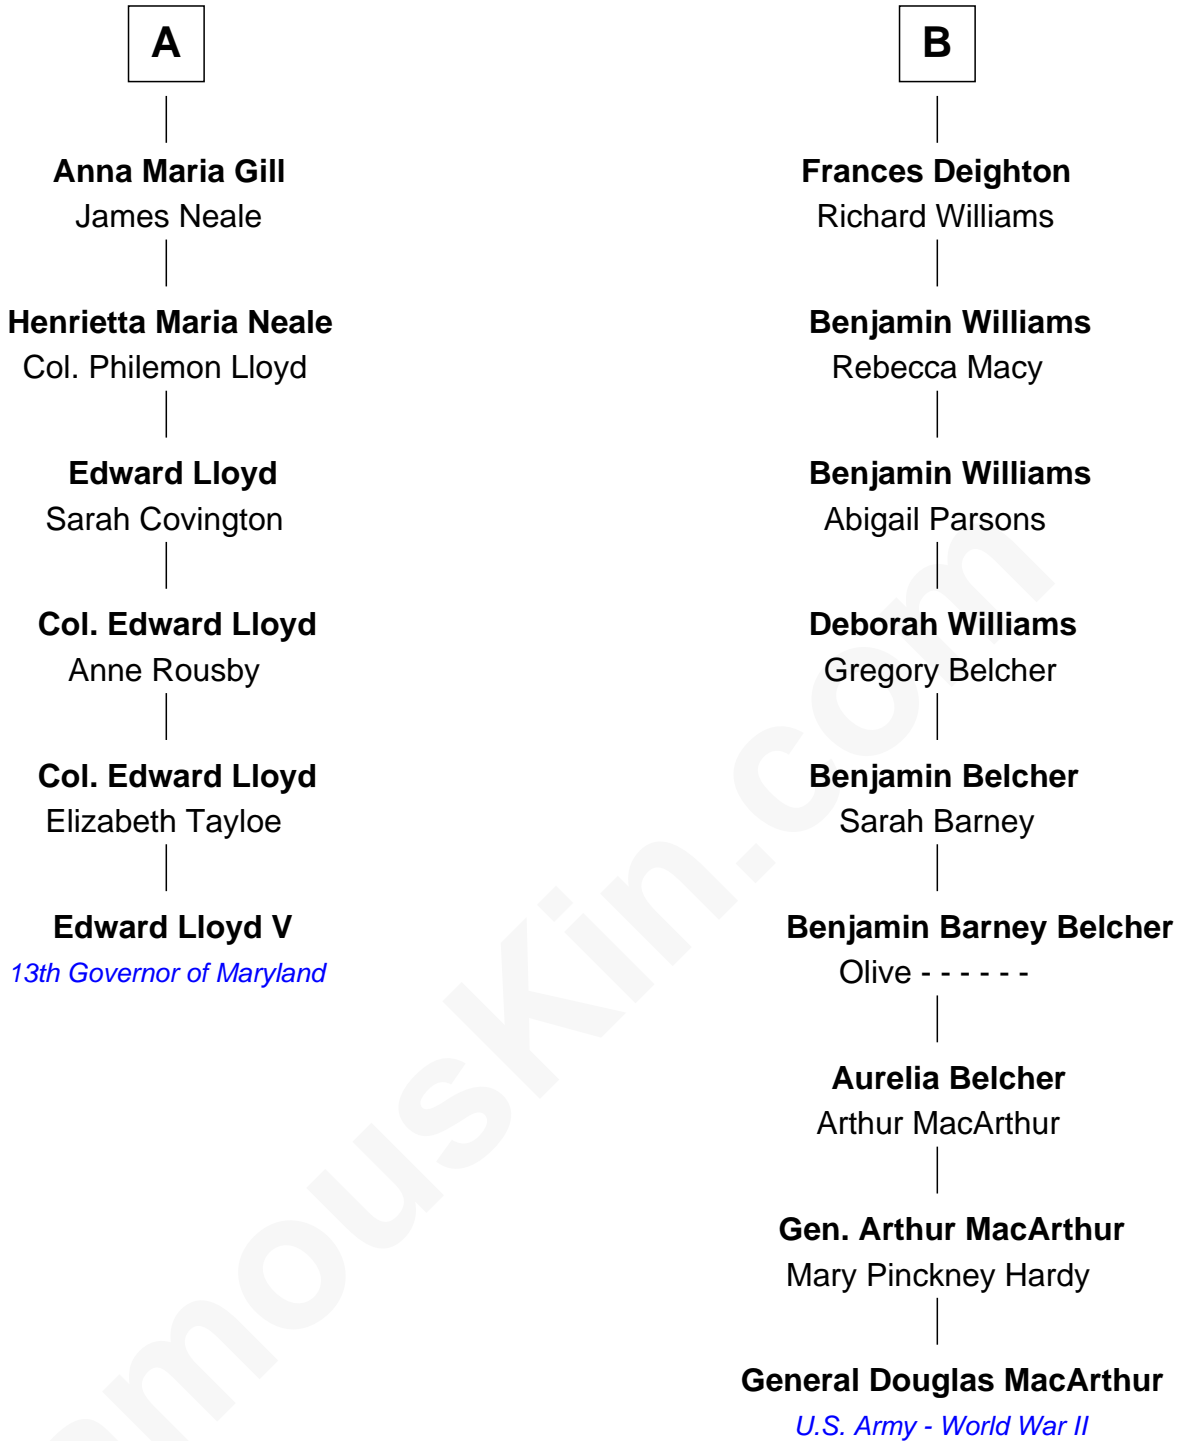 A
Anna Maria Gill
James Neale
Henrietta Maria Neale
Col. Philemon Lloyd
Edward Lloyd
Sarah Covington
Col. Edward Lloyd
Anne Rousby
Col. Edward Lloyd
Elizabeth Tayloe
Edward Lloyd V
13th Governor of Maryland
B
Frances Deighton
Richard Williams
Benjamin Williams
Rebecca Macy
Benjamin Williams
Abigail Parsons
Deborah Williams
Gregory Belcher
Benjamin Belcher
Sarah Barney
Benjamin Barney Belcher
Olive - - - - - -
Aurelia Belcher
Arthur MacArthur
Gen. Arthur MacArthur
Mary Pinckney Hardy
General Douglas MacArthur
U.S. Army - World War II
amousKin.com